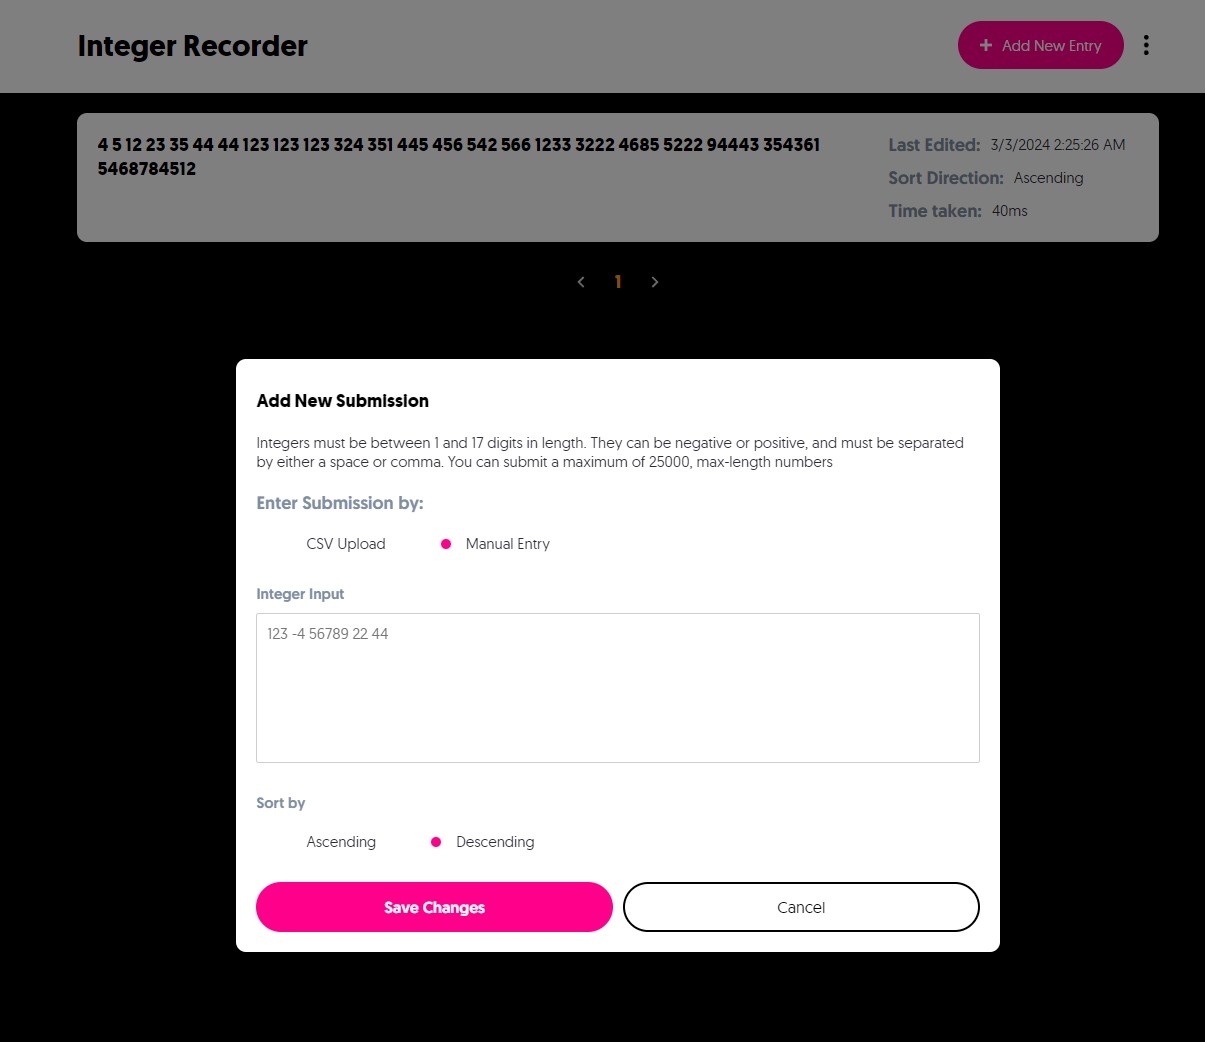 Integer Recorder
+ Add New Entry
4 5 12 23 35 44 44 123 123 123 324 351 445 456 542 566 1233 3222 4685 5222 94443 354361
5468784512
Last Edited: 3/3/2024 2:25:26 AM
Sort Direction: Ascending
Time taken: 40ms
< 1 >
Add New Submission
Integers must be between 1 and 17 digits in length. They can be negative or positive, and must be separated
by either a space or comma. You can submit a maximum of 25000, max-length numbers
Enter Submission by:
CSV Upload Manual Entry
Integer Input
123 -4 56789 22 44
Sort by
Ascending Descending
Save Changes Cancel